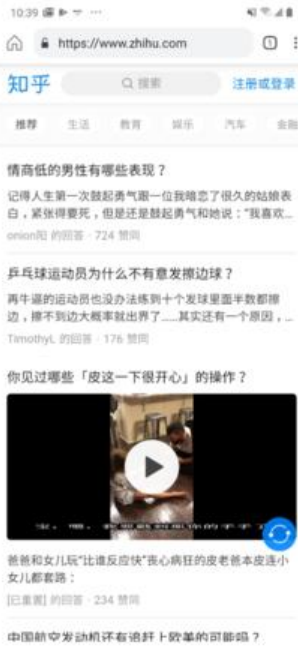 10:39
https://www.zhihu.com
1
知乎
搜索
注册或登录
推荐 生活 教育 娱乐 汽车 金融
情商低的男性有哪些表现？
记得人生第一次鼓起勇气跟一位我暗恋了很久的姑娘表
白，紧张得要死，但是还是鼓起勇气和她说："我喜欢...
onion阳 的回答 · 724 赞同
乒乓球运动员为什么不有意发擦边球？
再牛逼的运动员也没办法练到十个发球里面半数都擦
边，擦不到边大概率就出界了......其实还有一个原因，...
TimothyL 的回答 · 176 赞同
你见过哪些「皮这一下很开心」的操作？
爸爸和女儿玩"比谁反应快"丧心病狂的皮老爸本皮连小
女儿都套路：
[已重置] 的回答 · 234 赞同
中国航空发动机还有追赶上欧美的可能吗？